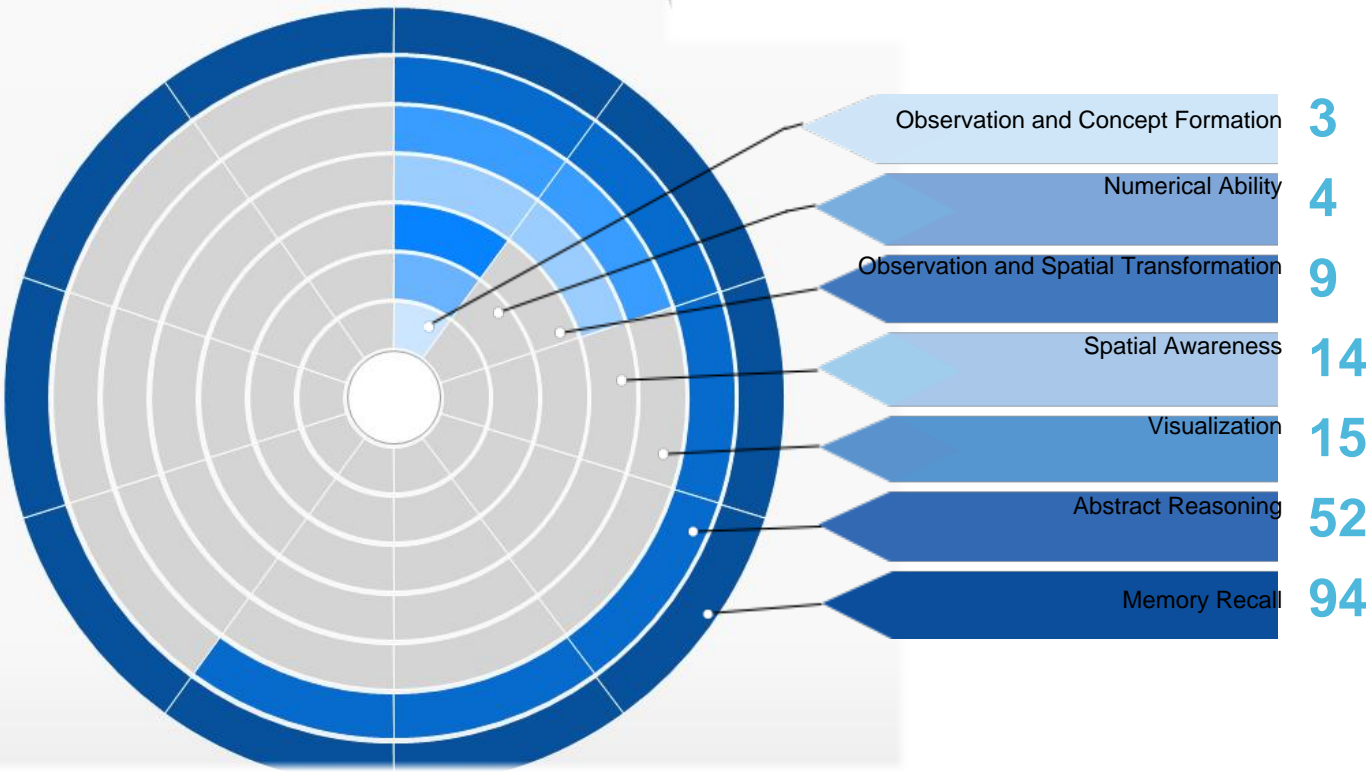 Observation and Concept Formation 3
Numerical Ability 4
Observation and Spatial Transformation 9
Spatial Awareness 14
Visualization 15
Abstract Reasoning 52
Memory Recall 94